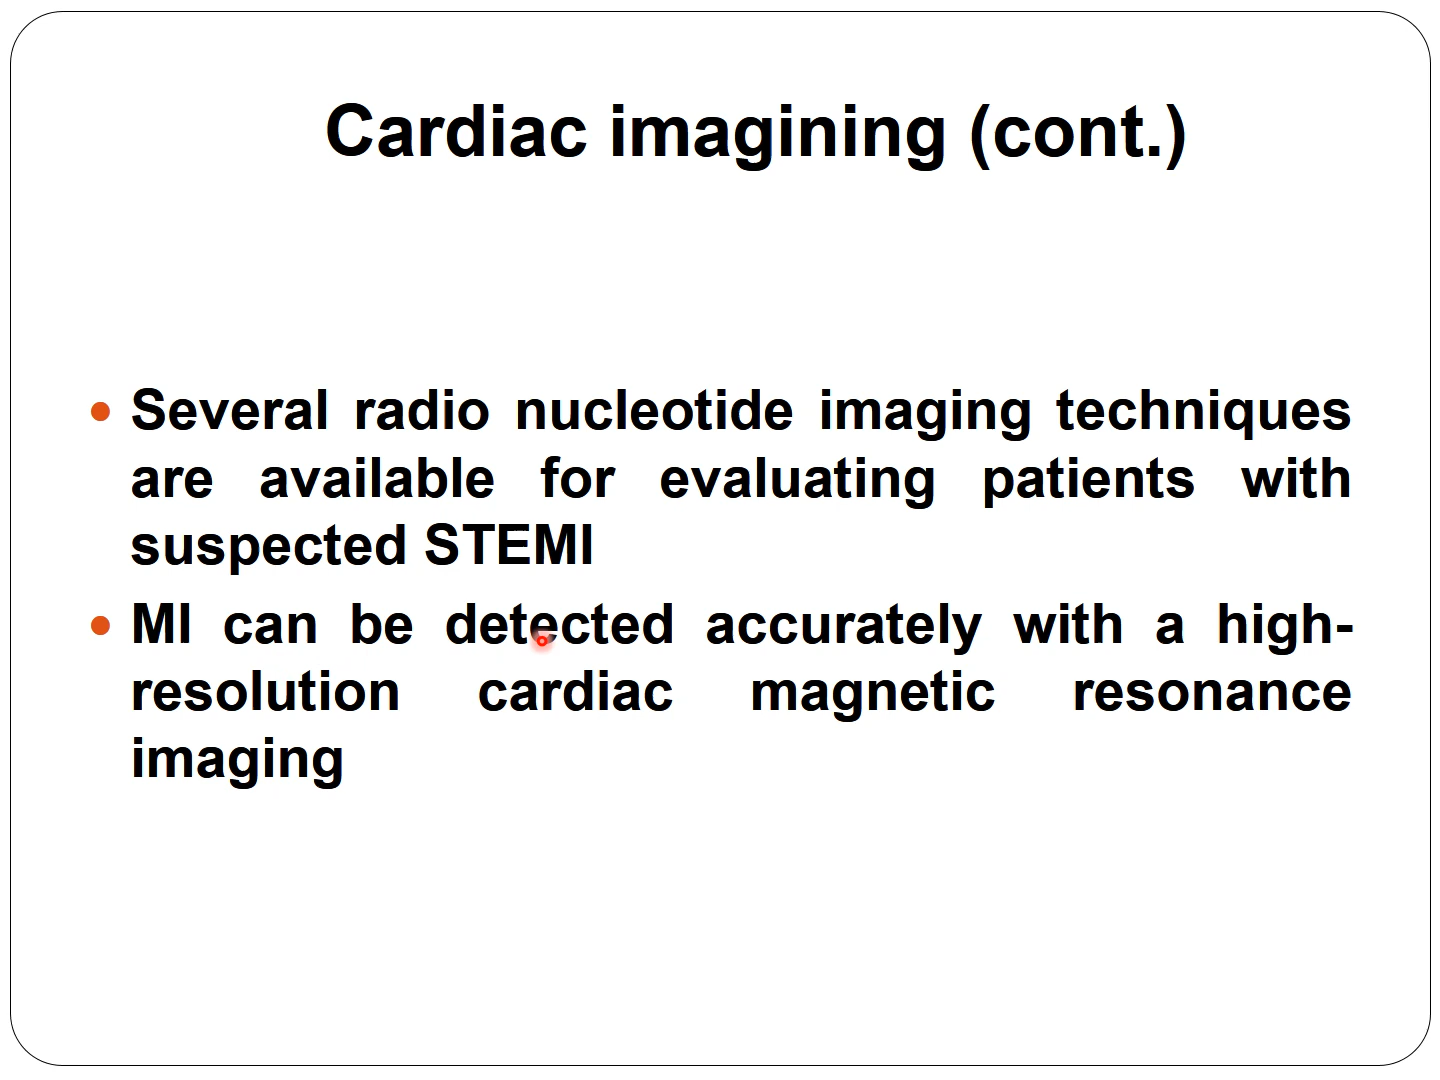 Cardiac imagining (cont.)
• Several radio nucleotide imaging techniques
are available for evaluating patients with
suspected STEMI
• MI can be detected accurately with a high-
resolution cardiac magnetic resonance
imaging